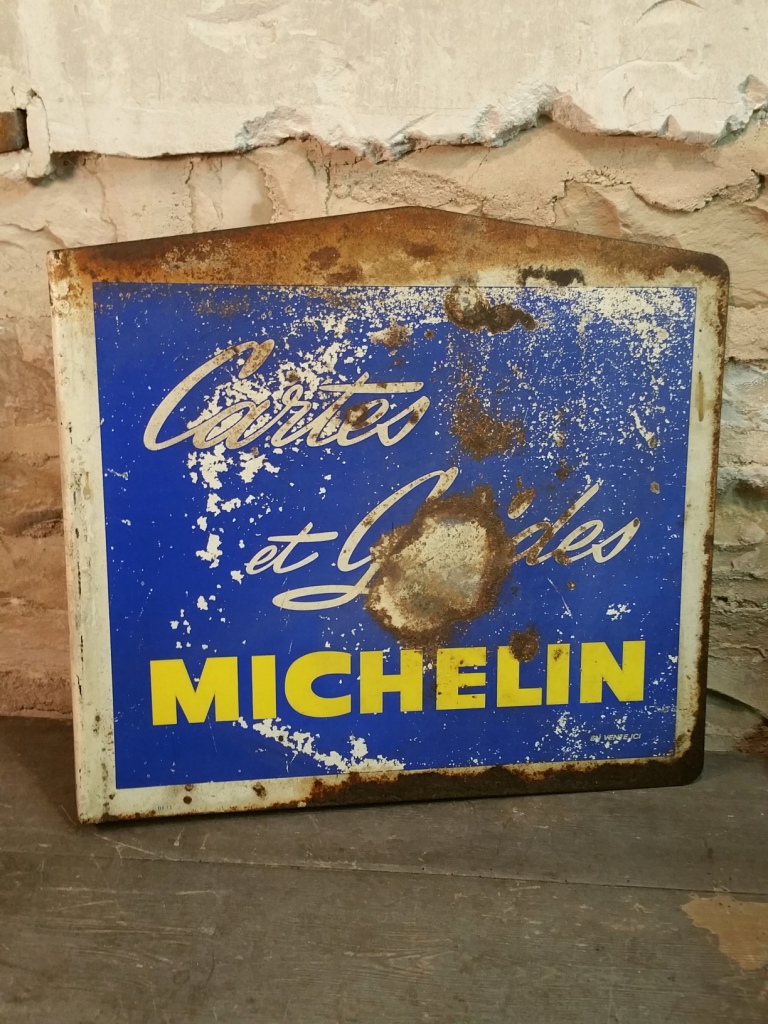 Cartes
et Guides
MICHELIN
EN VENTE ICI